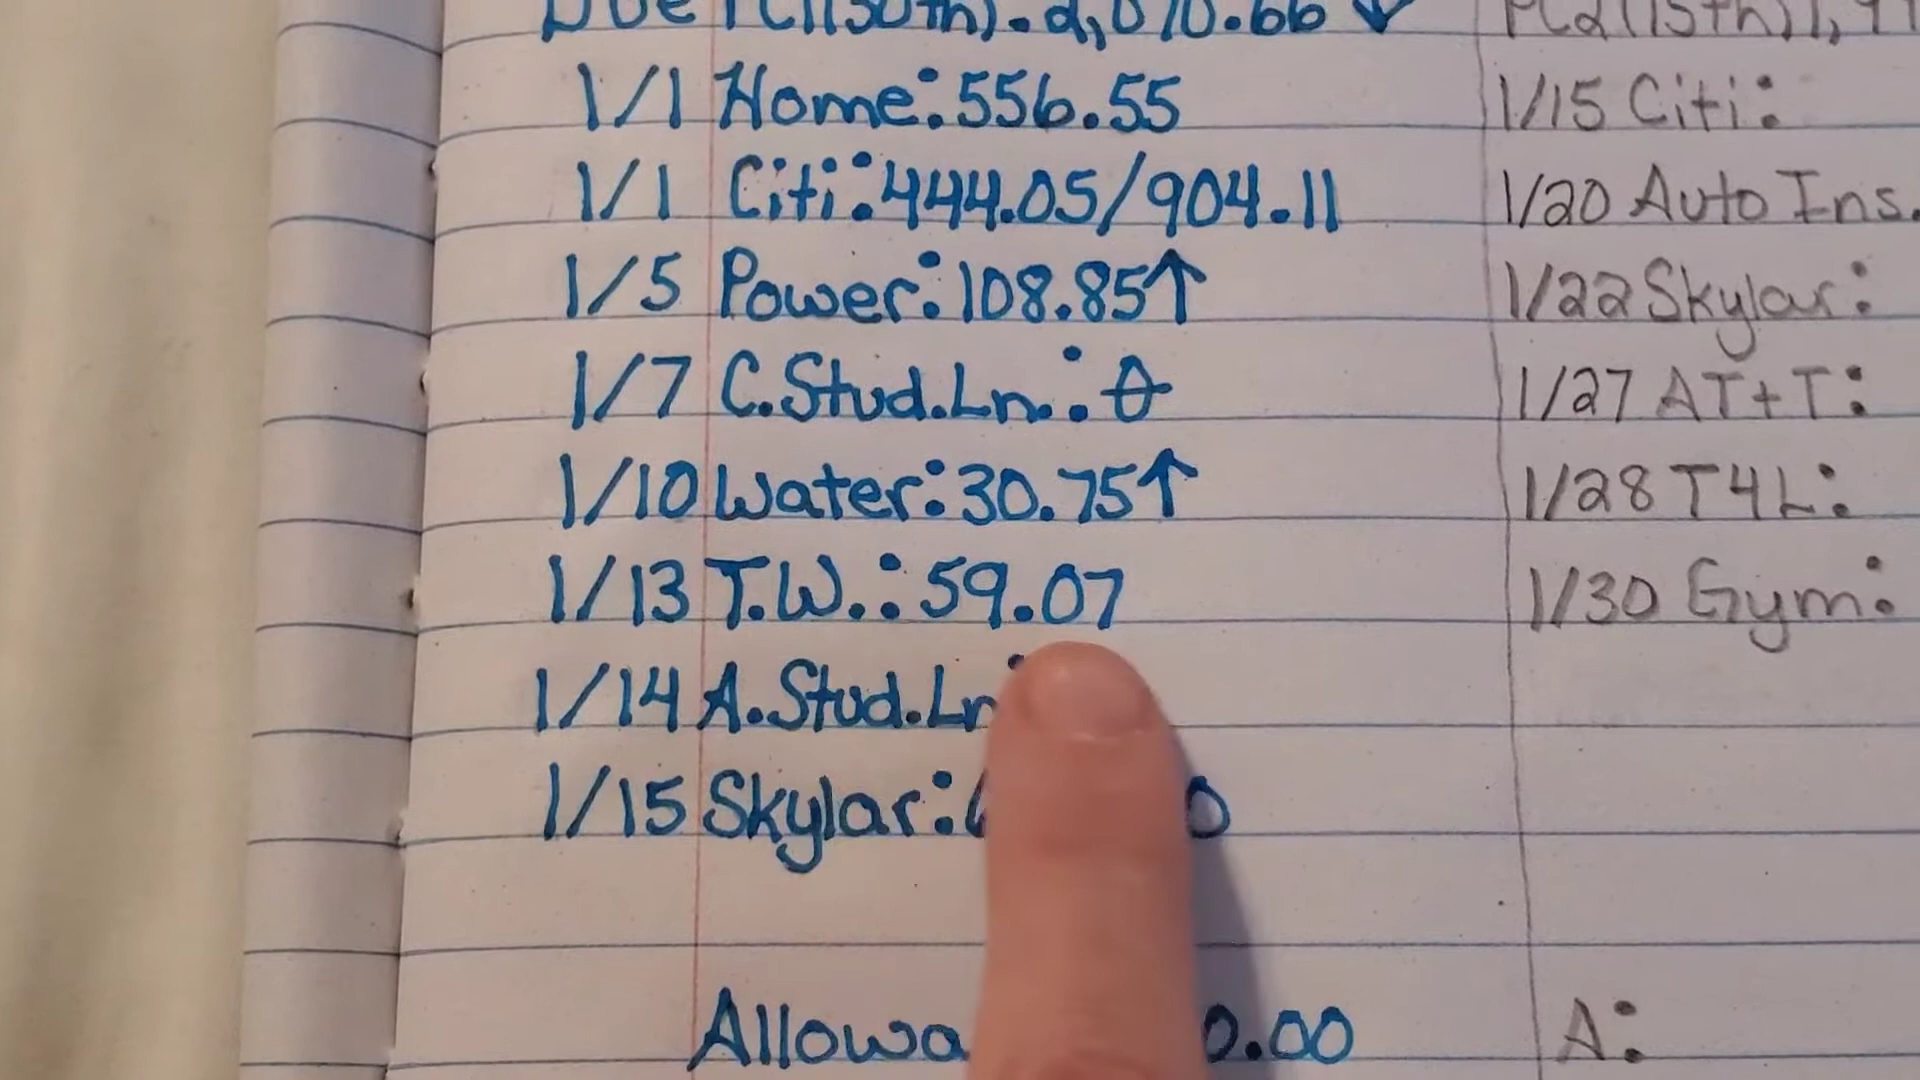 1/1 Home: 556.55
1/1 Citi: 444.05/904.11
1/5 Power: 108.85↑
1/7 C.Stud.Ln.: 0
1/10 Water: 30.75↑
1/13 T.W.: 59.07
1/14 A.Stud.Ln
1/15 Skylar:
0.00
1/15 Citi:
1/20 Auto Ins.
1/22 Skylar:
1/27 AT+T:
1/28 T4L:
1/30 Gym:
A: